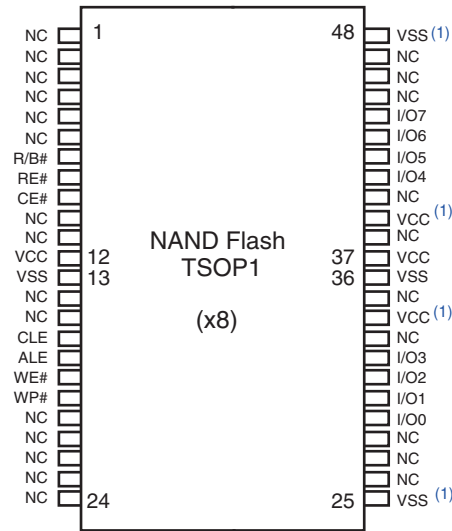 NC 1 48 VSS (1)
NC NC
NC NC
NC NC
NC I/O7
NC I/O6
R/B# I/O5
RE# I/O4
CE# NC
NC VCC (1)
NC NC
VCC 12 37 VCC
VSS 13 36 VSS
NC NC
NC VCC (1)
CLE NC
ALE I/O3
WE# I/O2
WP# I/O1
NC I/O0
NC NC
NC NC
NC NC
NC 24 25 VSS (1)
NAND Flash
TSOP1
(x8)